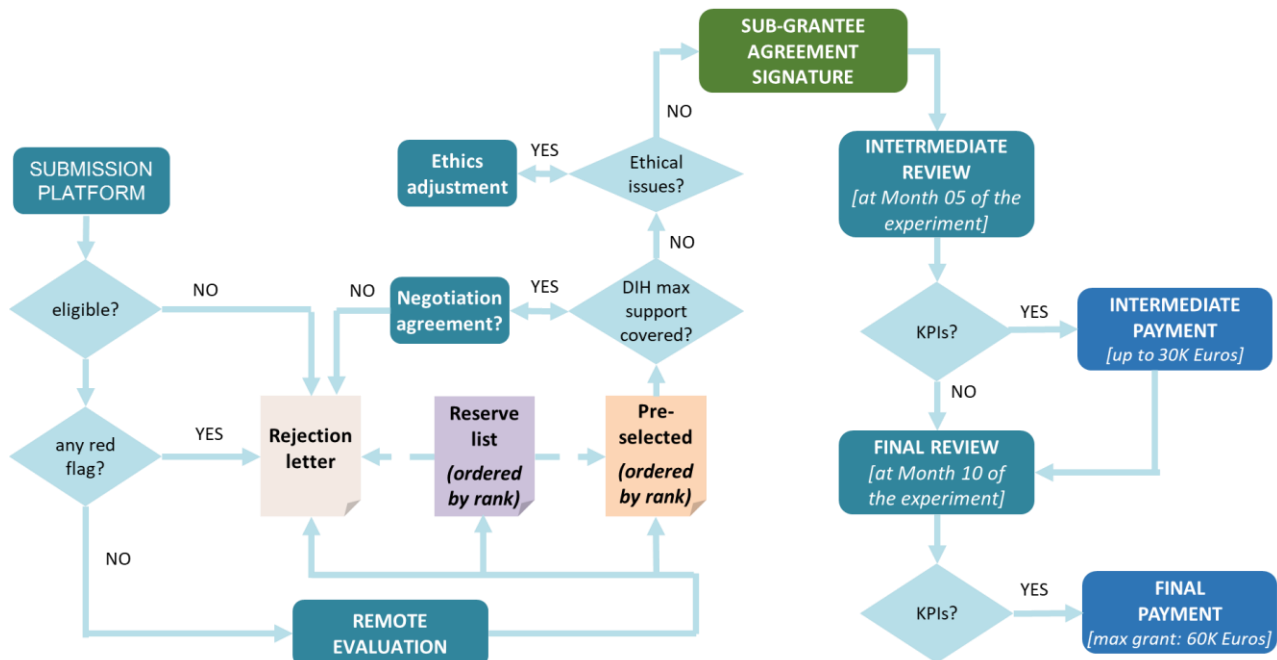 SUB-GRANTEE
AGREEMENT
SIGNATURE
NO
SUBMISSION
PLATFORM
Ethics
adjustment
YES
Ethical
issues?
INTETRMEDIATE
REVIEW
[at Month 05 of the
experiment]
NO
eligible?
NO
NO
Negotiation
agreement?
YES
DIH max
support
covered?
KPIs?
YES
INTERMEDIATE
PAYMENT
[up to 30K Euros]
NO
any red
flag?
YES
Rejection
letter
Reserve
list
(ordered
by rank)
Pre-
selected
(ordered
by rank)
FINAL REVIEW
[at Month 10 of
the experiment]
NO
REMOTE
EVALUATION
KPIs?
YES
FINAL
PAYMENT
[max grant: 60K Euros]